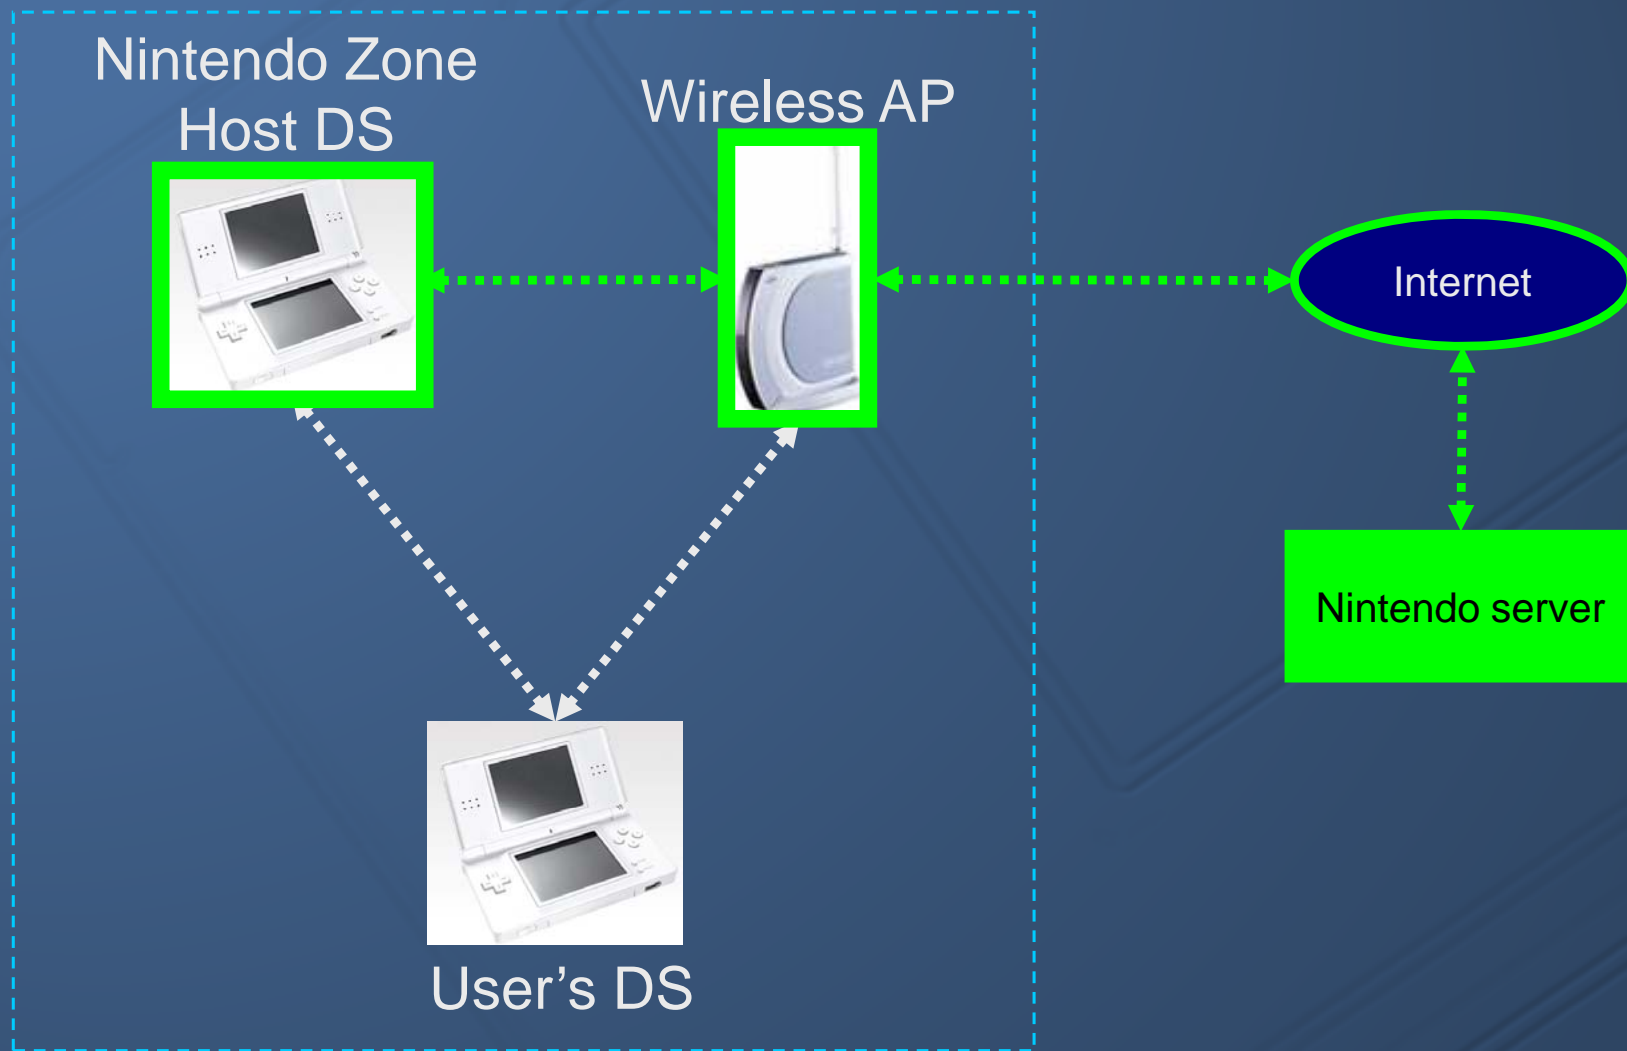 Nintendo Zone
Host DS
Wireless AP
Internet
Nintendo server
User’s DS